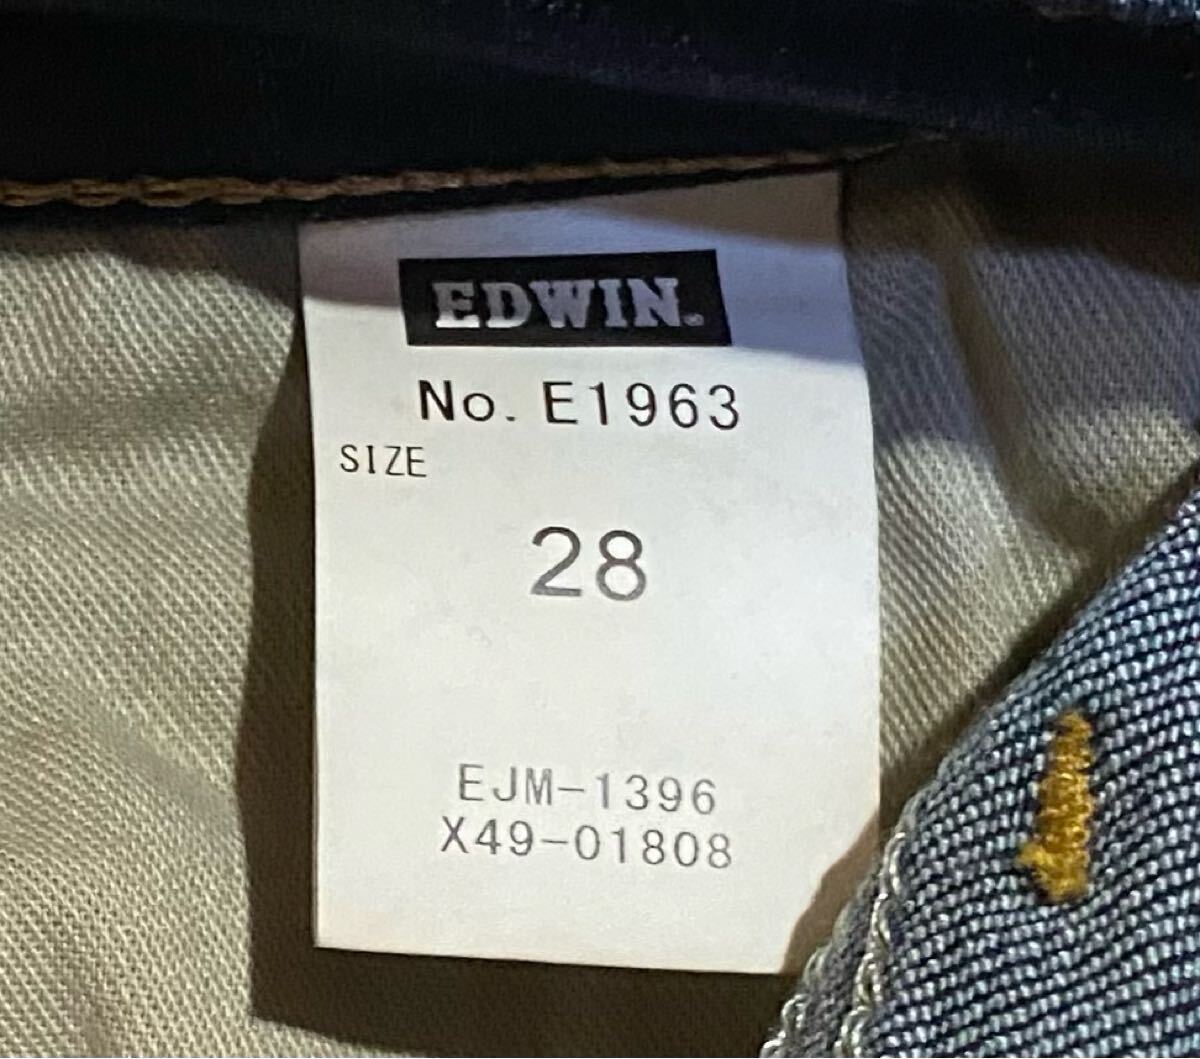 EDWIN.
No. E1963
SIZE
28
EJM-1396
X49-01808